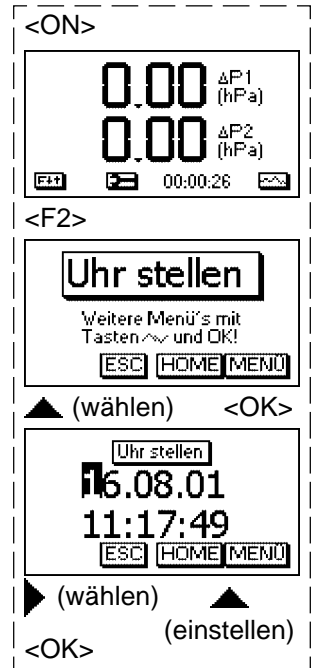 <ON>
0.00 ΔP1 (hPa)
0.00 ΔP2 (hPa)
00:00:26
<F2>
Uhr stellen
Weitere Menü's mit
Tasten und OK!
ESC HOME MENÜ
(wählen) <OK>
Uhr stellen
16.08.01
11:17:49
ESC HOME MENÜ
(wählen)
(einstellen)
<OK>